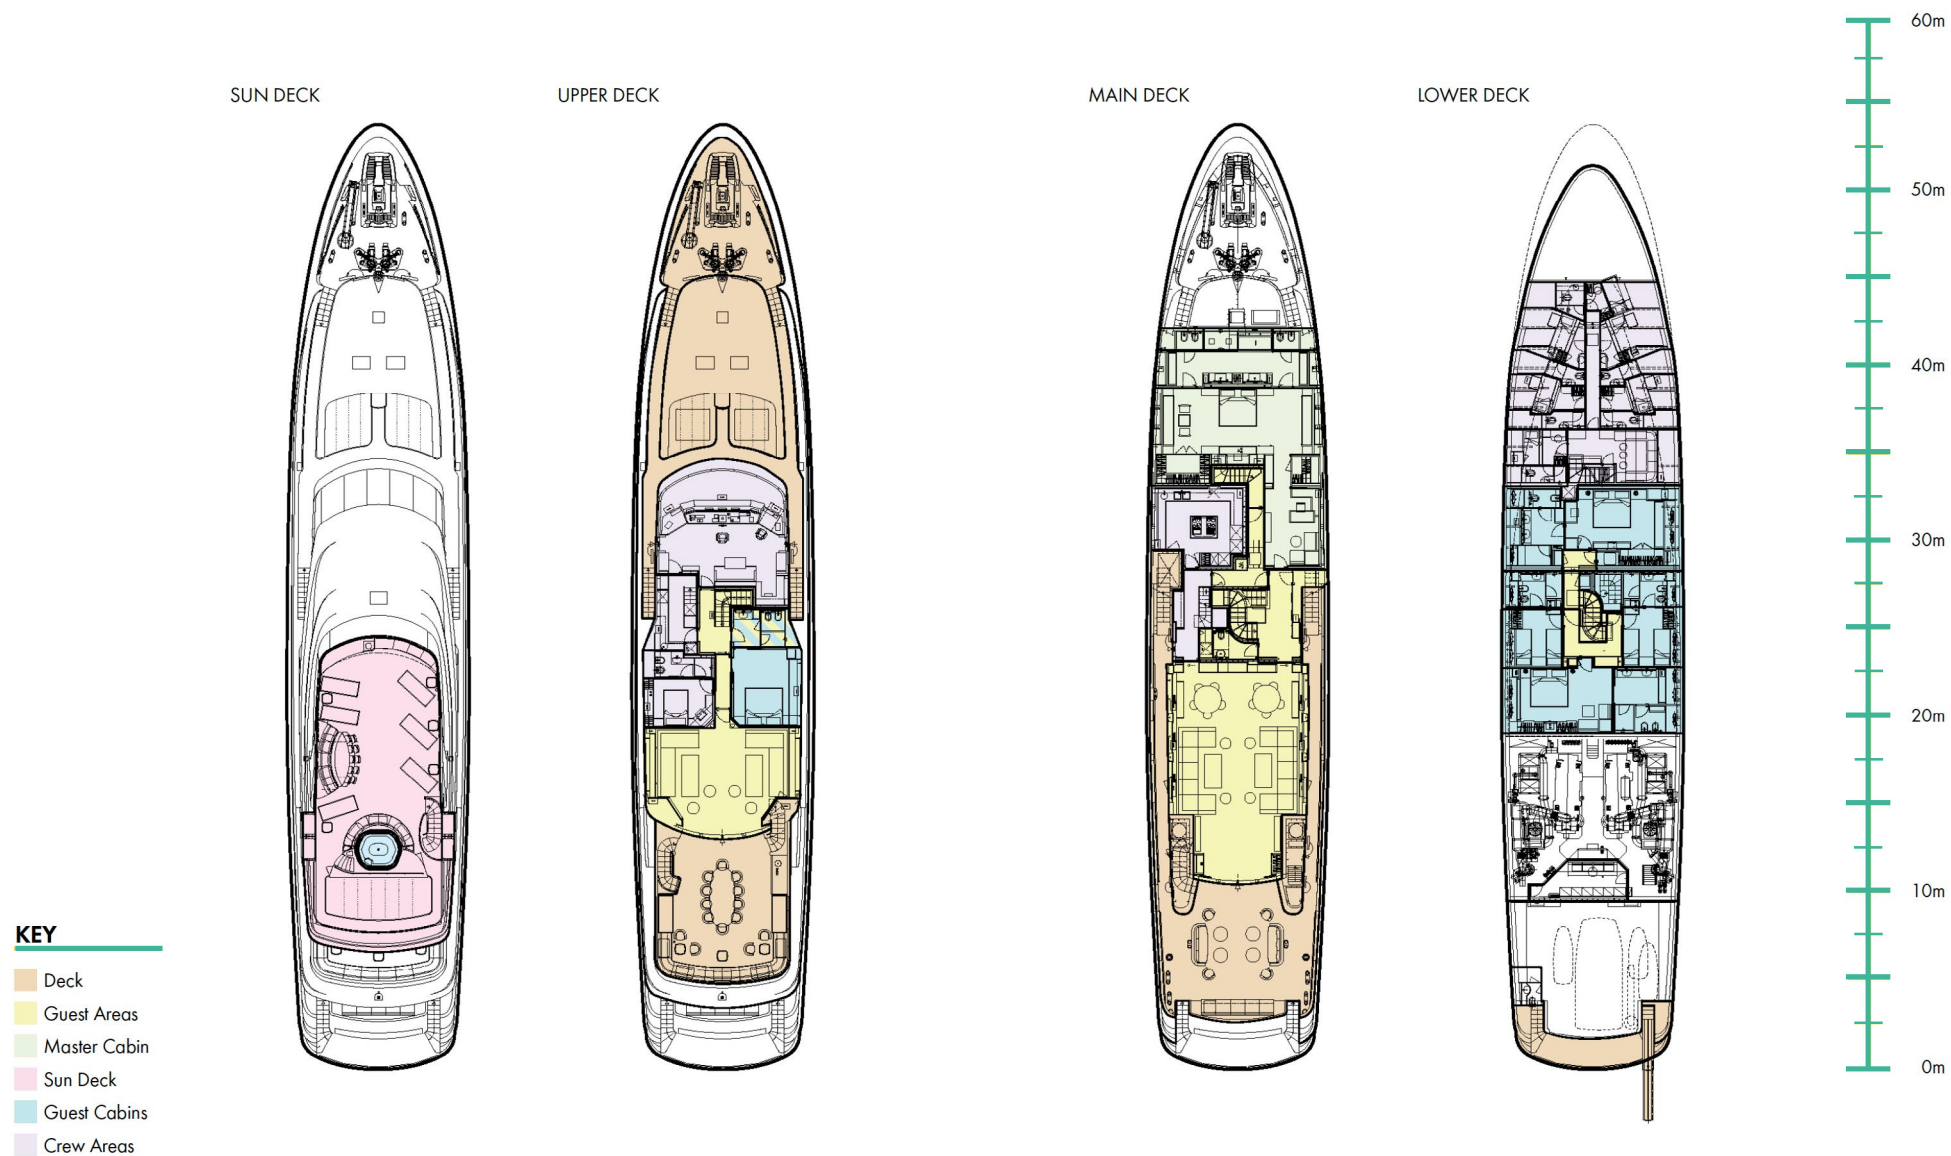 SUN DECK
UPPER DECK
MAIN DECK
LOWER DECK
60m
50m
40m
30m
20m
10m
0m
KEY
Deck
Guest Areas
Master Cabin
Sun Deck
Guest Cabins
Crew Areas